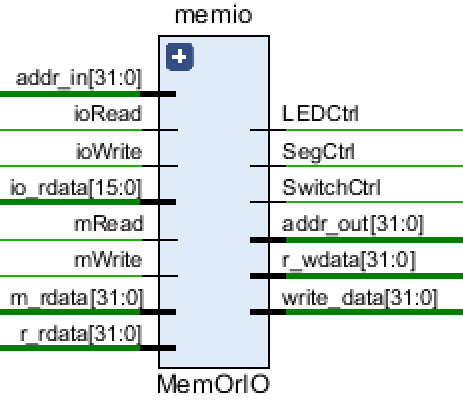 memio
addr_in[31:0]
ioRead
ioWrite
io_rdata[15:0]
mRead
mWrite
m_rdata[31:0]
r_rdata[31:0]
LEDCtrl
SegCtrl
SwitchCtrl
addr_out[31:0]
r_wdata[31:0]
write_data[31:0]
MemOrIO